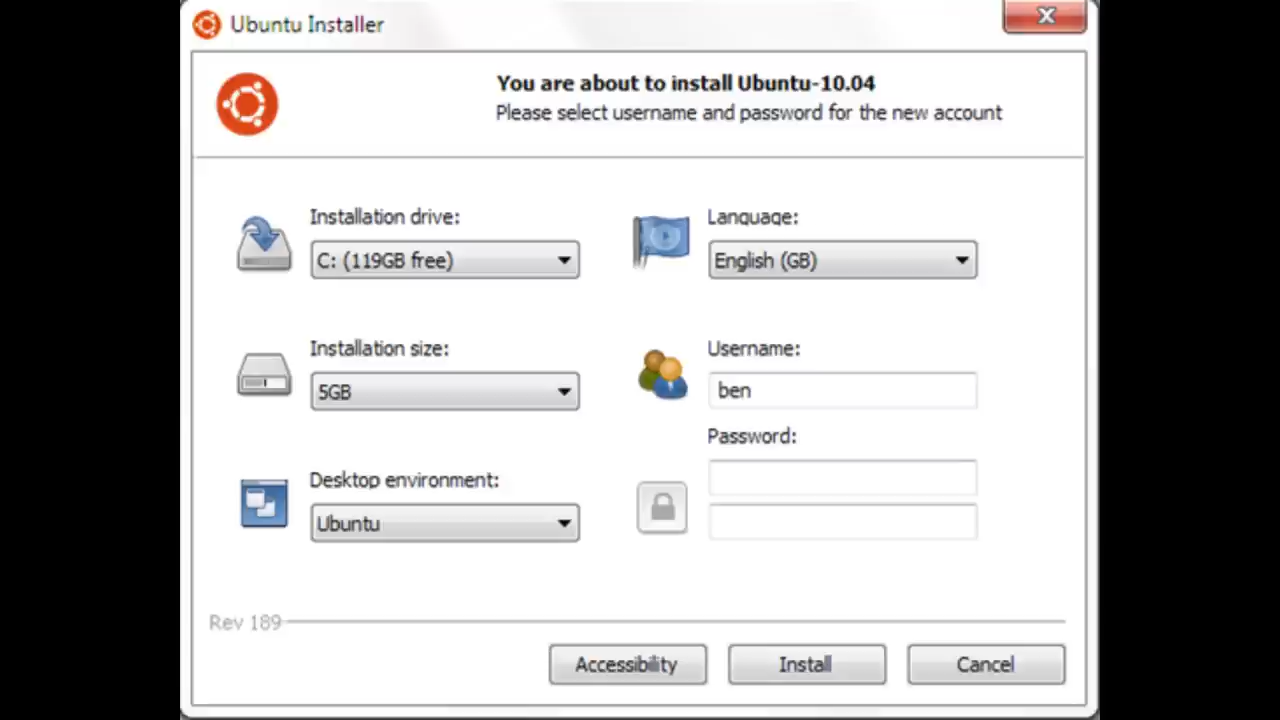 Ubuntu Installer
You are about to install Ubuntu-10.04
Please select username and password for the new account
Installation drive:
C: (119GB free)
Language:
English (GB)
Installation size:
5GB
Username:
ben
Password:
Desktop environment:
Ubuntu
Rev 189
Accessibility
Install
Cancel